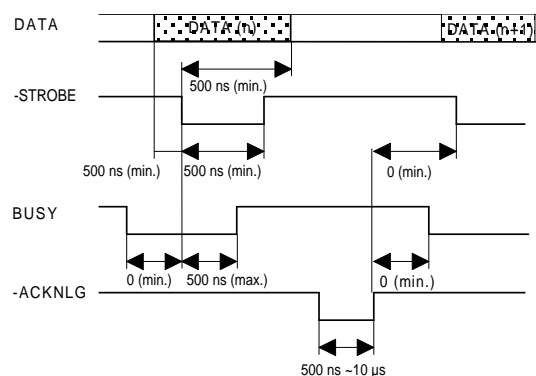 DATA
DATA (n)
DATA (n+1)
500 ns (min.)
-STROBE
500 ns (min.)
500 ns (min.)
0 (min.)
BUSY
0 (min.)
500 ns (max.)
0 (min.)
-ACKNLG
500 ns ~10 µs